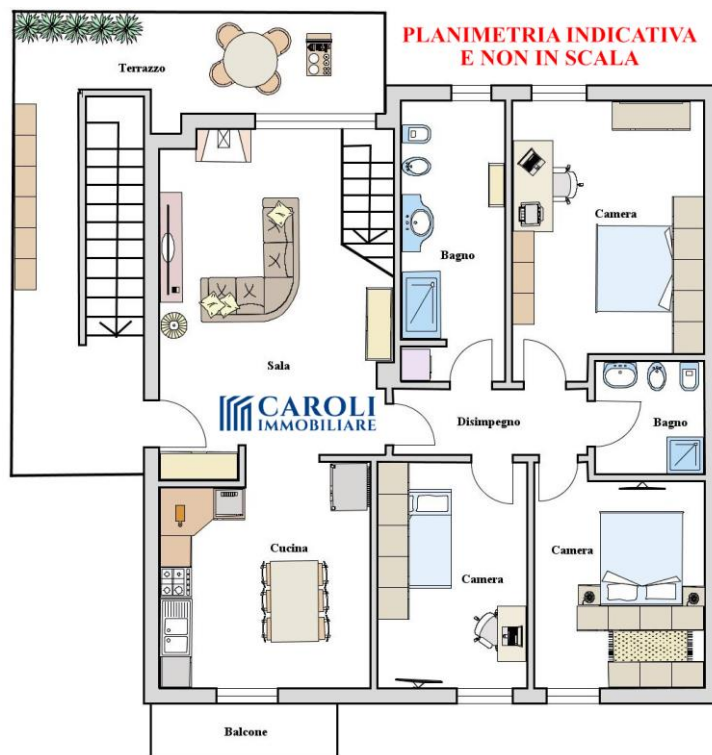 PLANIMETRIA INDICATIVA
E NON IN SCALA
Terrazzo
Camera
Bagno
Sala
CAROLI
IMMOBILIARE
Disimpegno
Bagno
Cucina
Camera
Camera
Balcone